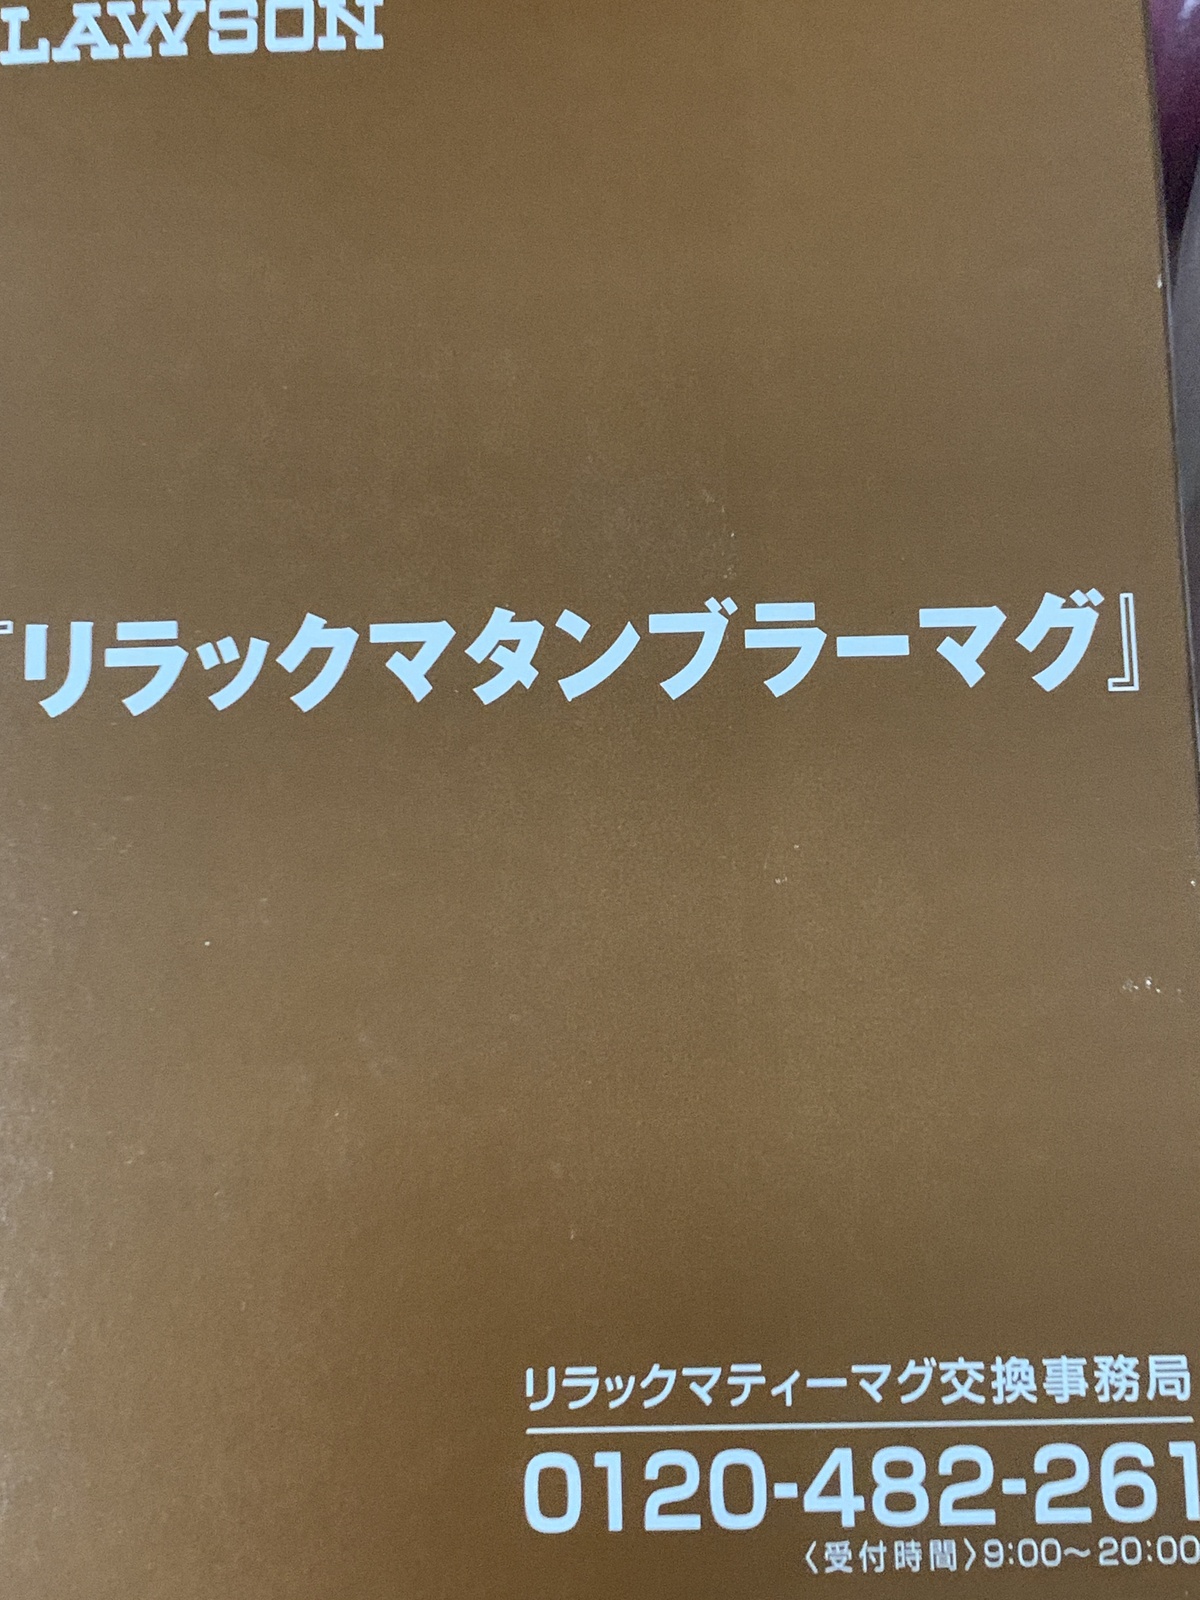 LAWSON
『リラックマタンブラーマグ』
リラックマティーマグ交換事務局
0120-482-261
〈受付時間〉9:00〜20:00